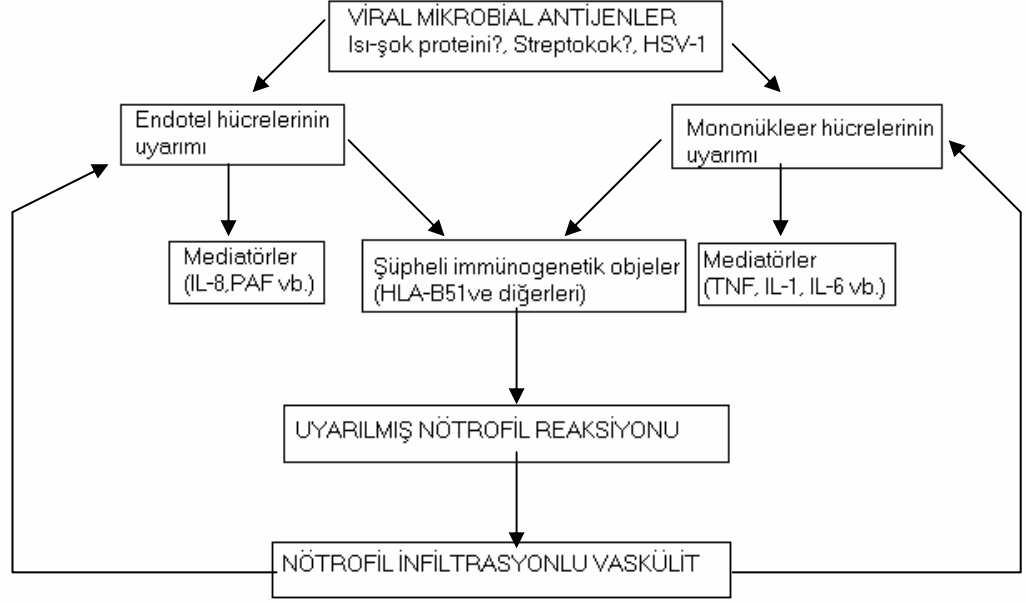 VİRAL MİKROBİAL ANTİJENLER
Isı-şok proteini?, Streptokok?, HSV-1
Endotel hücrelerinin
uyarımı
Mononükleer hücrelerinin
uyarımı
Mediatörler
(IL-8,PAF vb.)
Şüpheli immünogenetik objeler
(HLA-B51ve diğerleri)
Mediatörler
(TNF, IL-1, IL-6 vb.)
UYARILMIŞ NÖTROFİL REAKSİYONU
NÖTROFİL İNFİLTRASYONLU VASKÜLİT